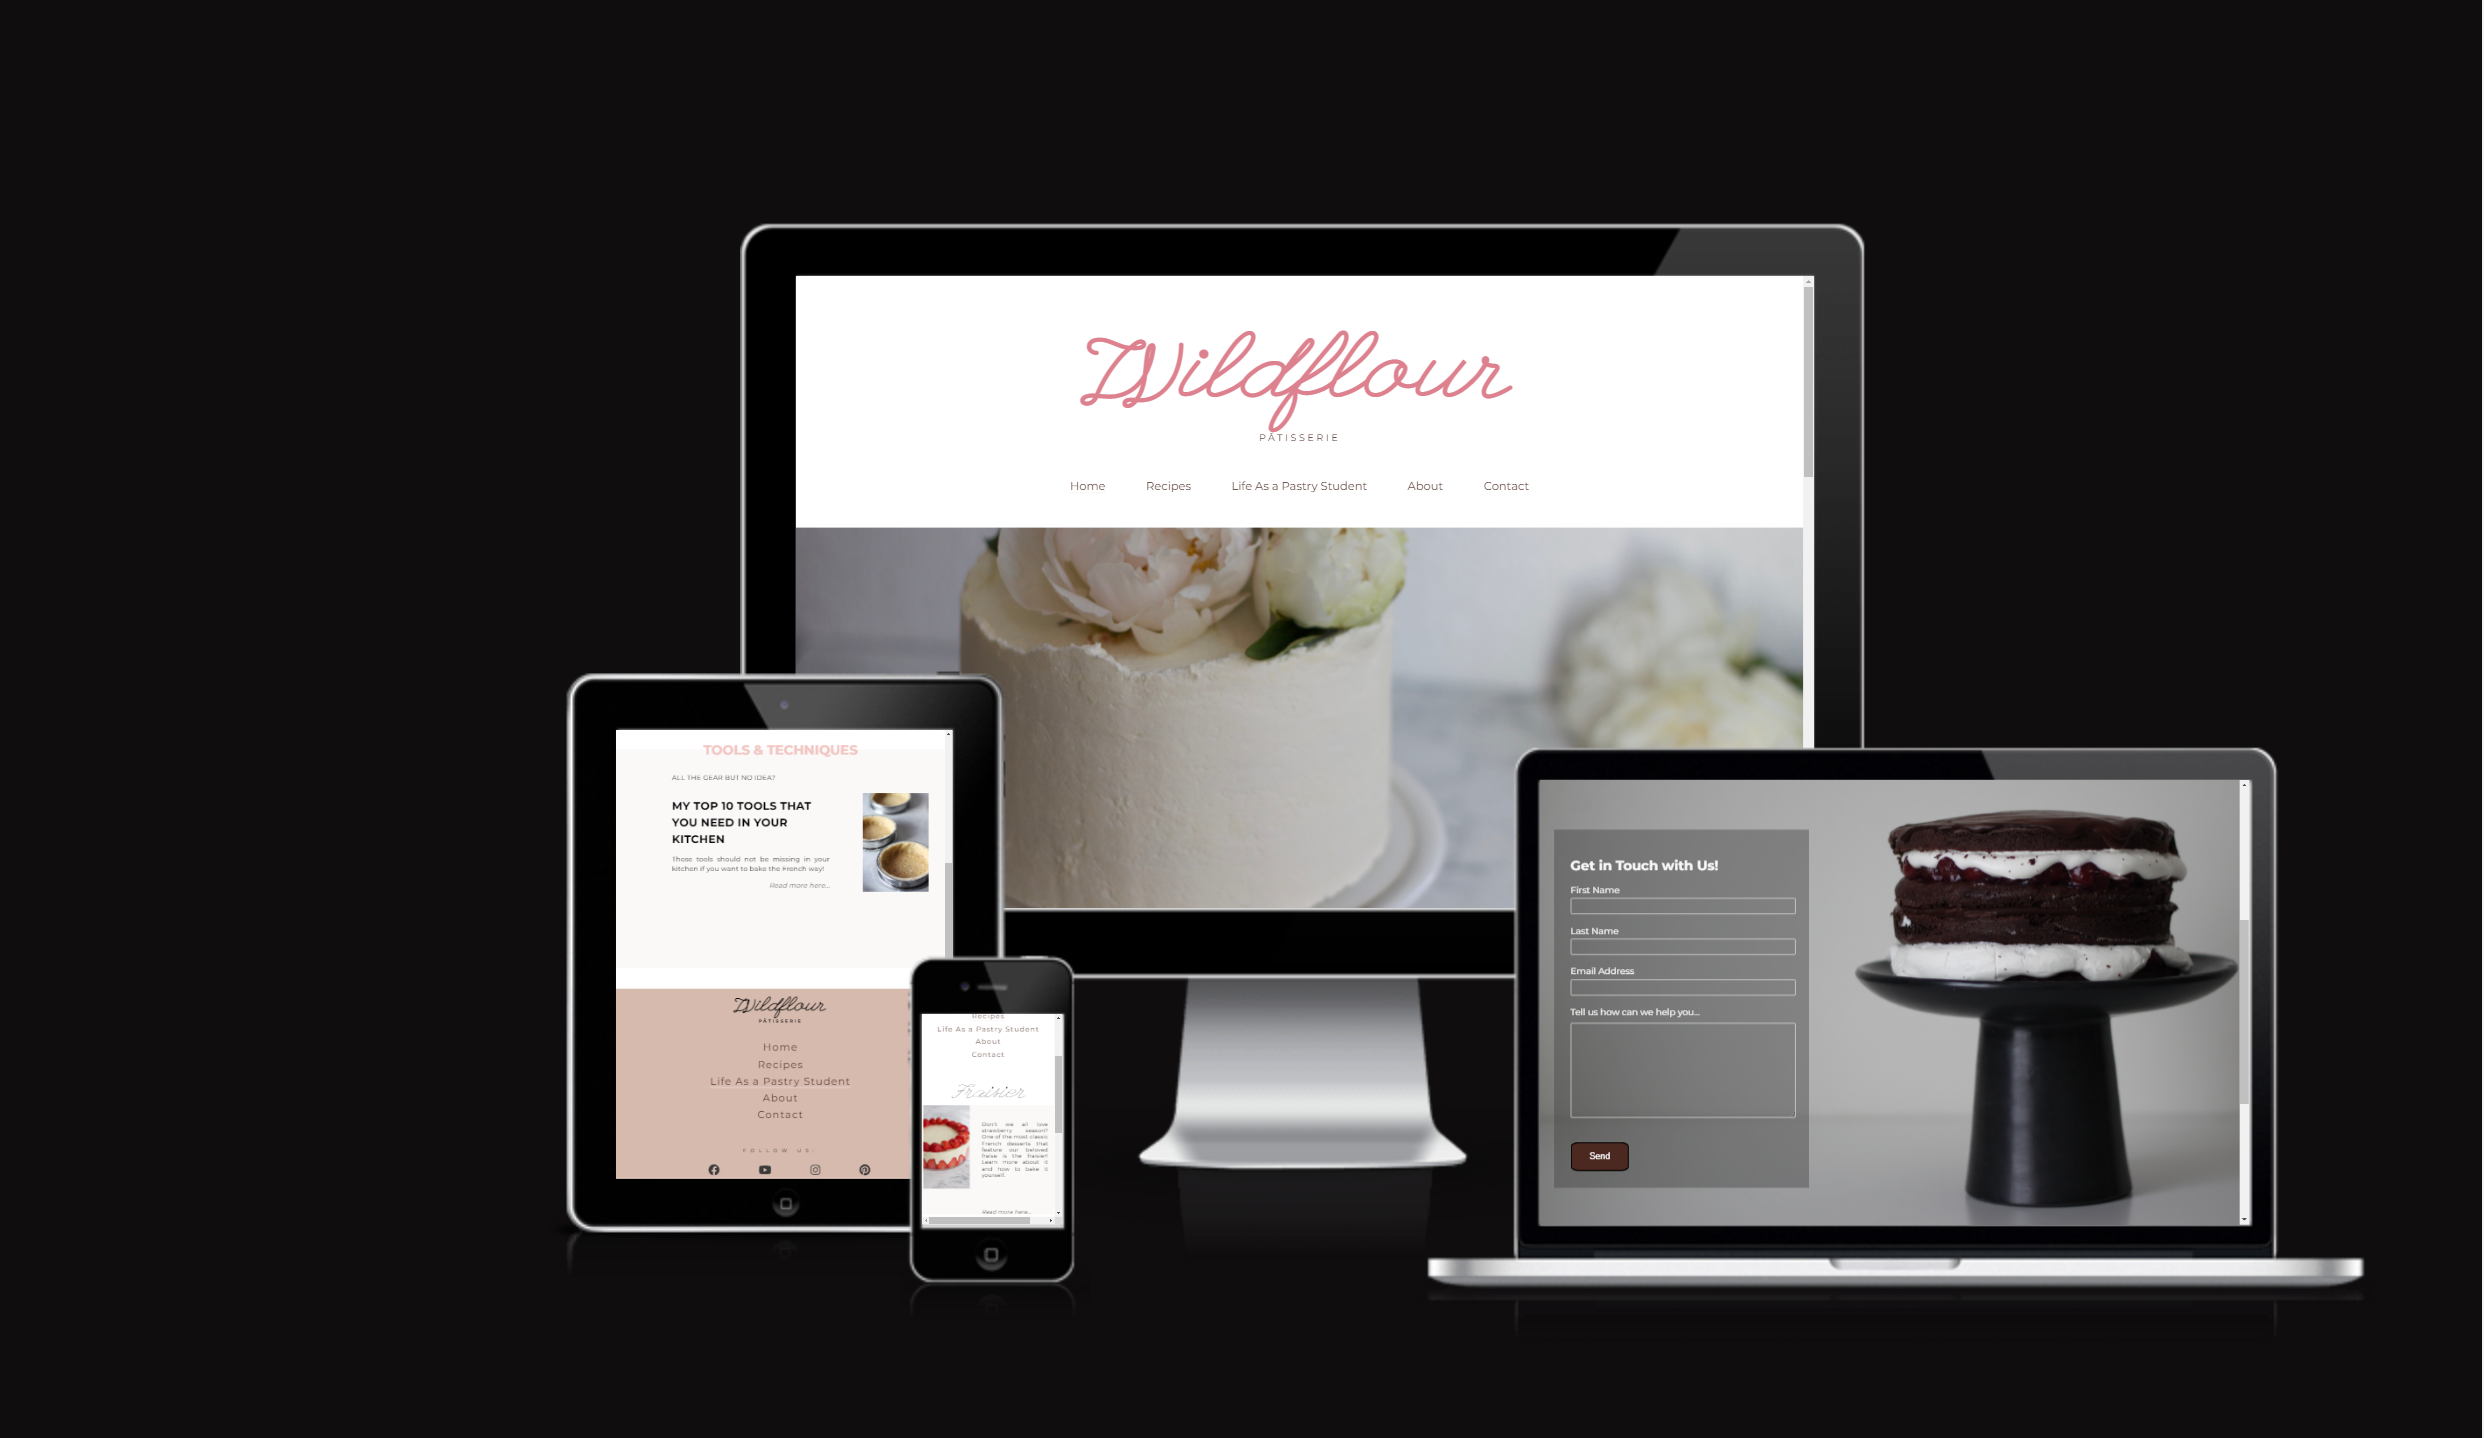 Wildflour
PÂTISSERIE
Home Recipes Life As a Pastry Student About Contact
TOOLS & TECHNIQUES
ALL THE GEAR BUT NO IDEA?
MY TOP 10 TOOLS THAT
YOU NEED IN YOUR
KITCHEN
These tools should not be missing in your
kitchen if you want to bake the French way!
Read more here...
Wildflour
PÂTISSERIE
Home
Recipes
Life As a Pastry Student
About
Contact
FOLLOW US:
Recipes
Life As a Pastry Student
About
Contact
Fraisier
Don't we all love
strawberry season?
One of the most classic
French desserts that
feature our beloved
fraise is the fraisier!
Learn more about it
and how to bake it
yourself.
Read more here...
Get in Touch with Us!
First Name
Last Name
Email Address
Tell us how can we help you...
Send